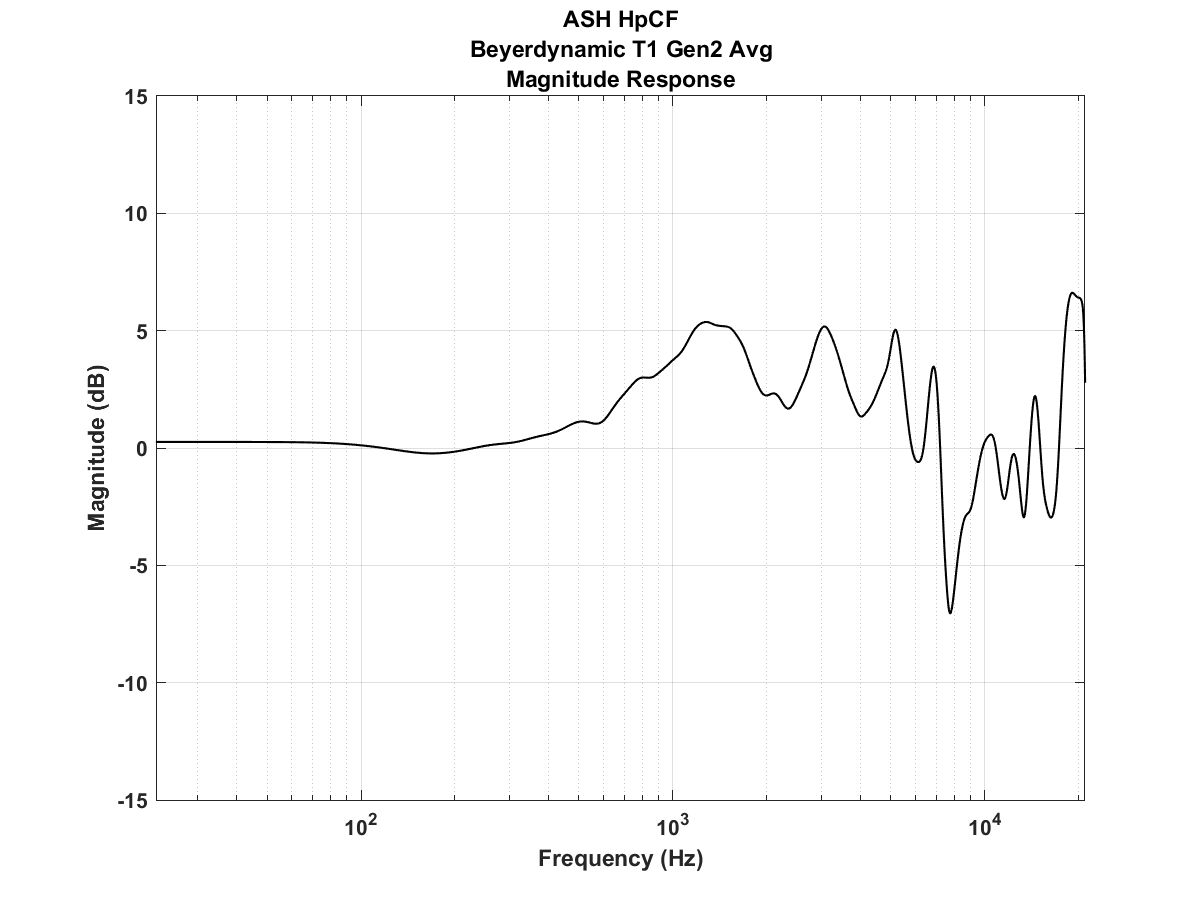 ASH HpCF
Beyerdynamic T1 Gen2 Avg
Magnitude Response
15
10
5
0
-5
-10
-15
Magnitude (dB)
10²
10³
10⁴
Frequency (Hz)